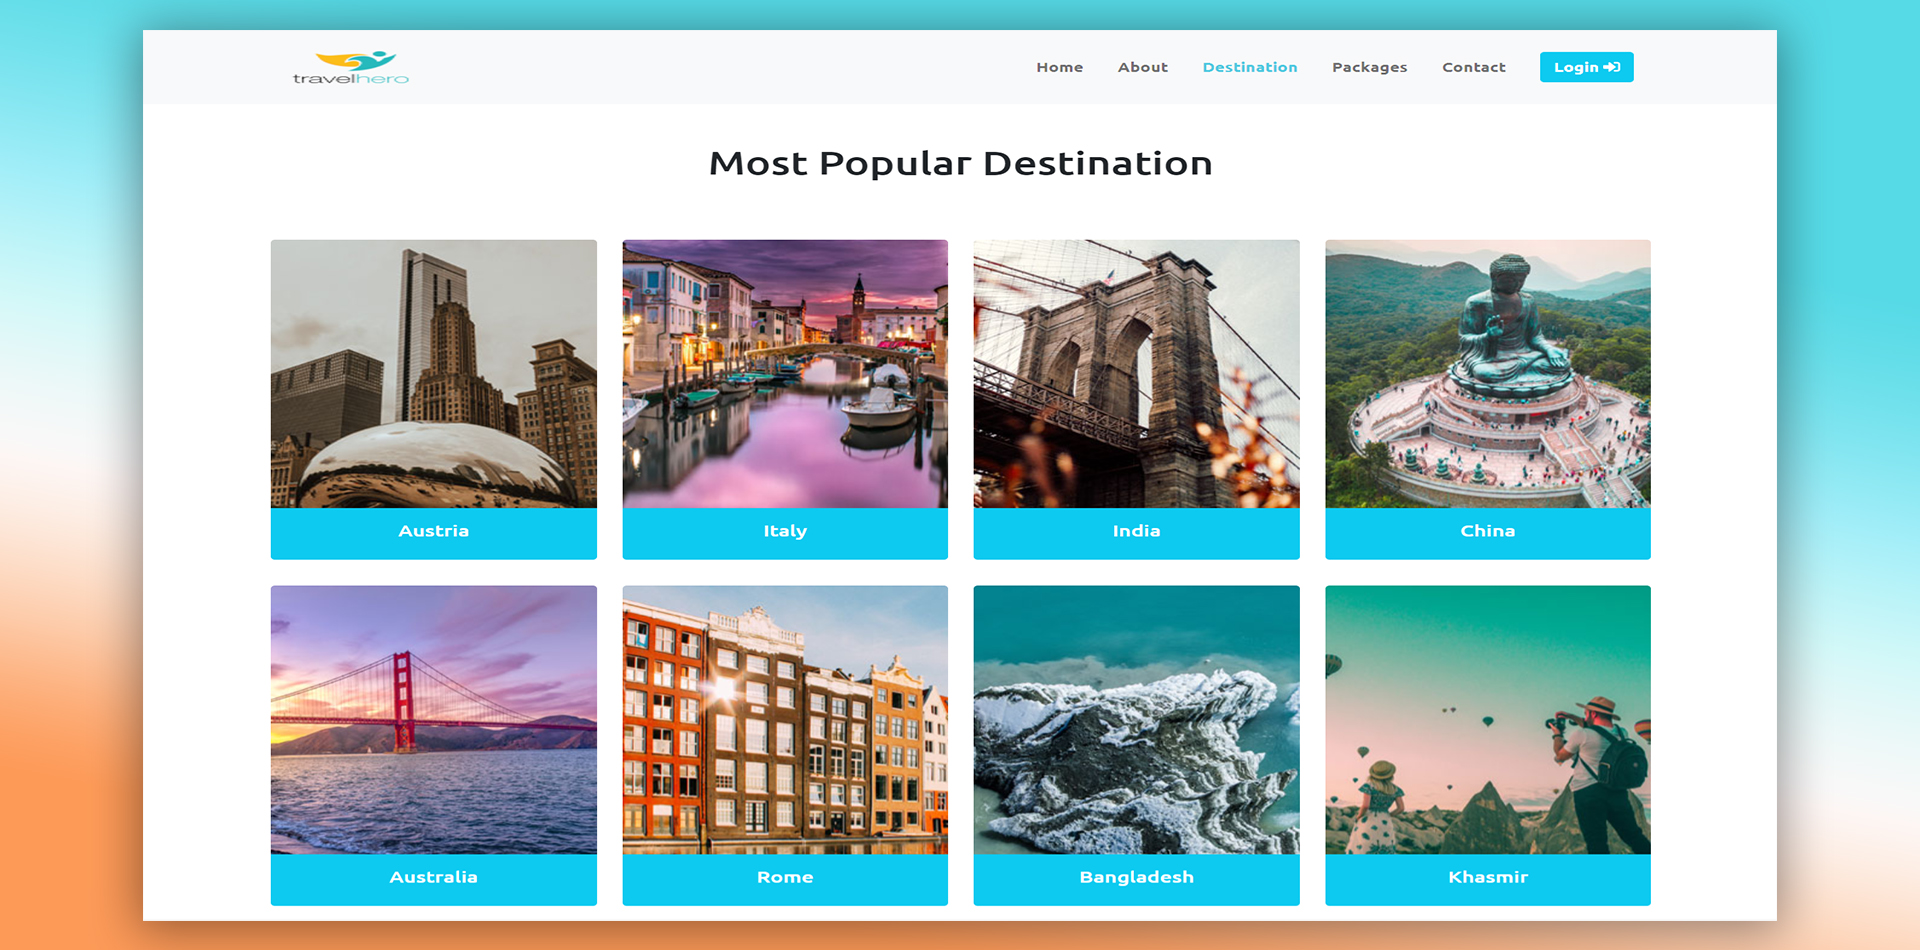 travelhero
Home About Destination Packages Contact Login
Most Popular Destination
Austria Italy India China
Australia Rome Bangladesh Khasmir